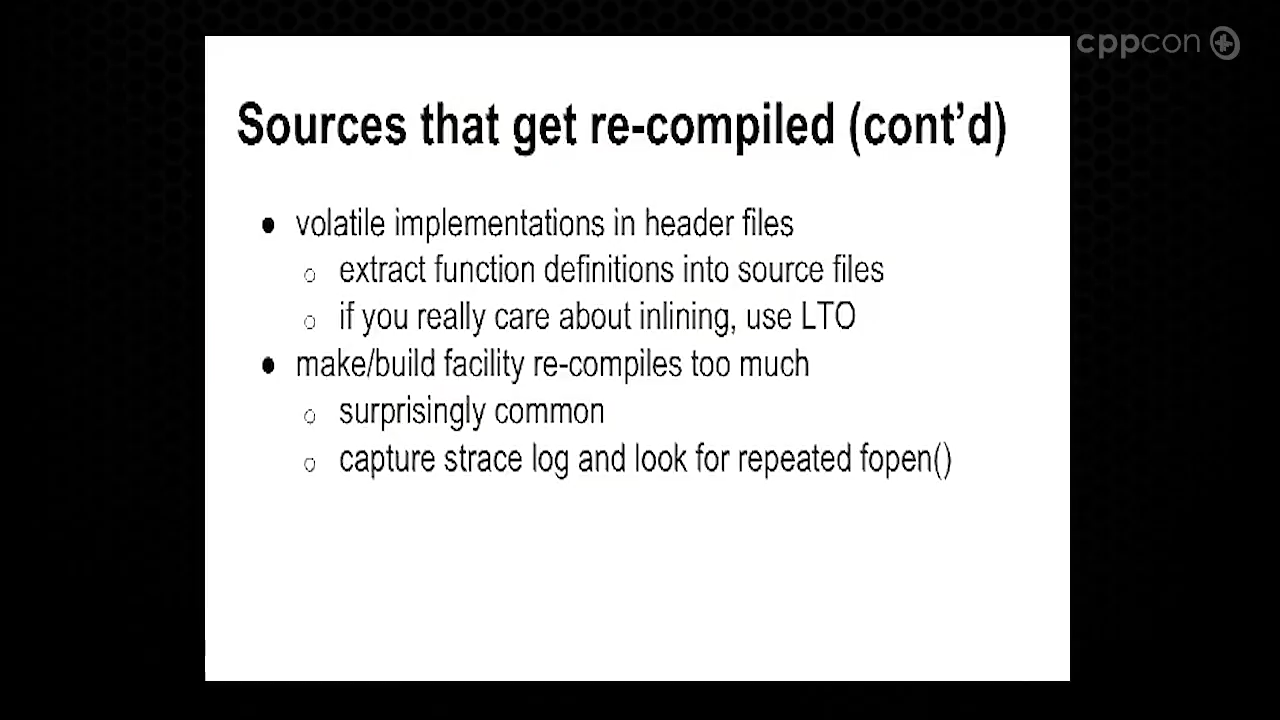 cppcon
Sources that get re-compiled (cont’d)
● volatile implementations in header files
○ extract function definitions into source files
○ if you really care about inlining, use LTO
● make/build facility re-compiles too much
○ surprisingly common
○ capture strace log and look for repeated fopen()